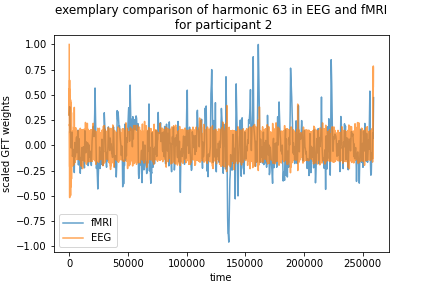 exemplary comparison of harmonic 63 in EEG and fMRI
for participant 2
scaled GFT weights
1.00
0.75
0.50
0.25
0.00
−0.25
−0.50
−0.75
−1.00
fMRI
EEG
0 50000 100000 150000 200000 250000
time